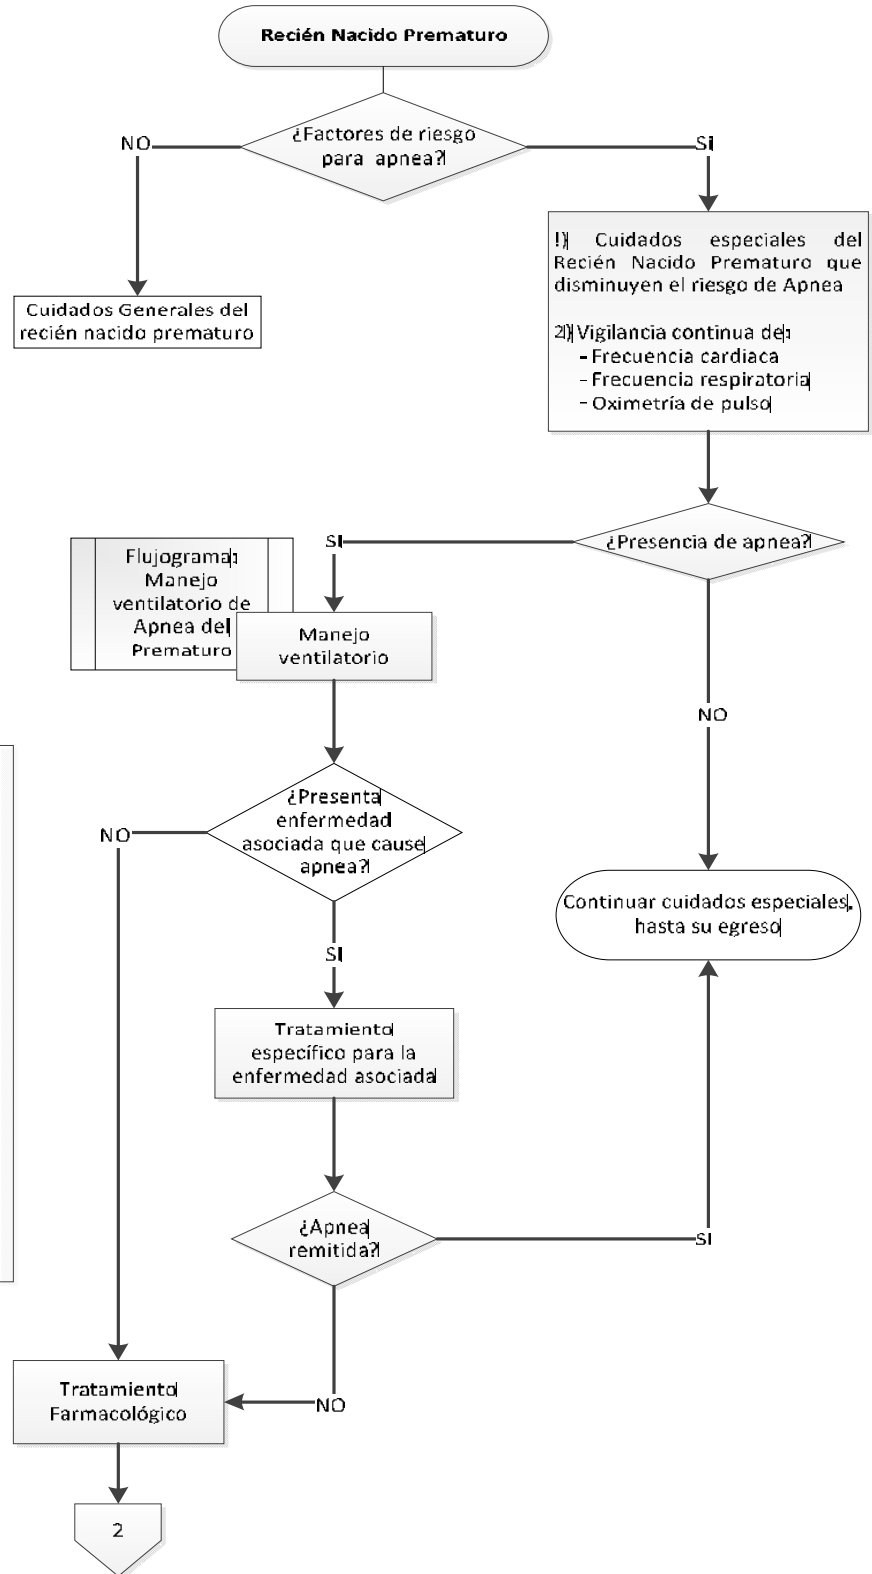 Recién Nacido Prematuro
¿Factores de riesgo
para apnea?
NO
SI
!) Cuidados especiales del
Recién Nacido Prematuro que
disminuyen el riesgo de Apnea
2) Vigilancia continua de:
- Frecuencia cardiaca
- Frecuencia respiratoria
- Oximetría de pulso
Cuidados Generales del
recién nacido prematuro
¿Presencia de apnea?
SI
Flujograma:
Manejo
ventilatorio de
Apnea del
Prematuro
Manejo
ventilatorio
NO
¿Presenta
enfermedad
asociada que cause
apnea?
NO
Continuar cuidados especiales,
hasta su egreso
SI
Tratamiento
específico para la
enfermedad asociada
¿Apnea
remitida?
SI
NO
Tratamiento
Farmacológico
2